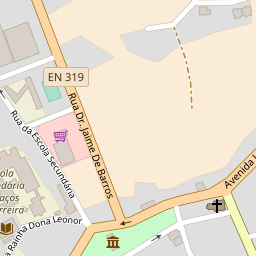 EN 319
Rua Dr. Jaime De Barros
Rua da Escola Secundária
Avenida
Rainha Dona Leonor